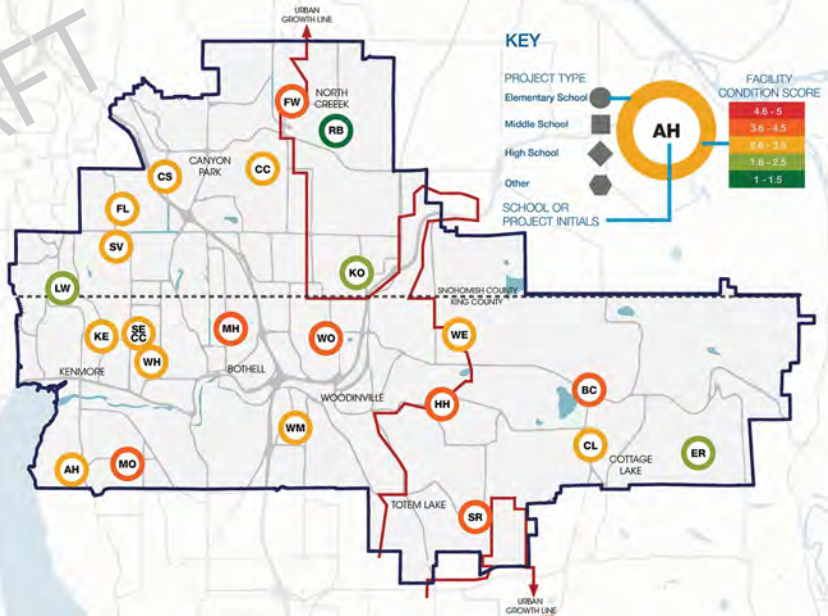 URBAN
GROWTH LINE
KEY
PROJECT TYPE
Elementary School
Middle School
High School
Other
AH
SCHOOL OR
PROJECT INITIALS
FACILITY
CONDITION SCORE
4.6 - 5
3.6 - 4.5
2.6 - 3.5
1.6 - 2.5
1 - 1.5
FW
NORTH
CREEEK
RB
CANYON
PARK
CS
CC
FL
SV
KO
LW
SNOHOMISH COUNTY
KING COUNTY
KE
SE
CC
WH
MH
WO
WE
KENMORE
BOTHELL
WOODINVILLE
HH
BC
WM
CL
COTTAGE
LAKE
ER
AH
MO
TOTEM LAKE
SR
URBAN
GROWTH LINE